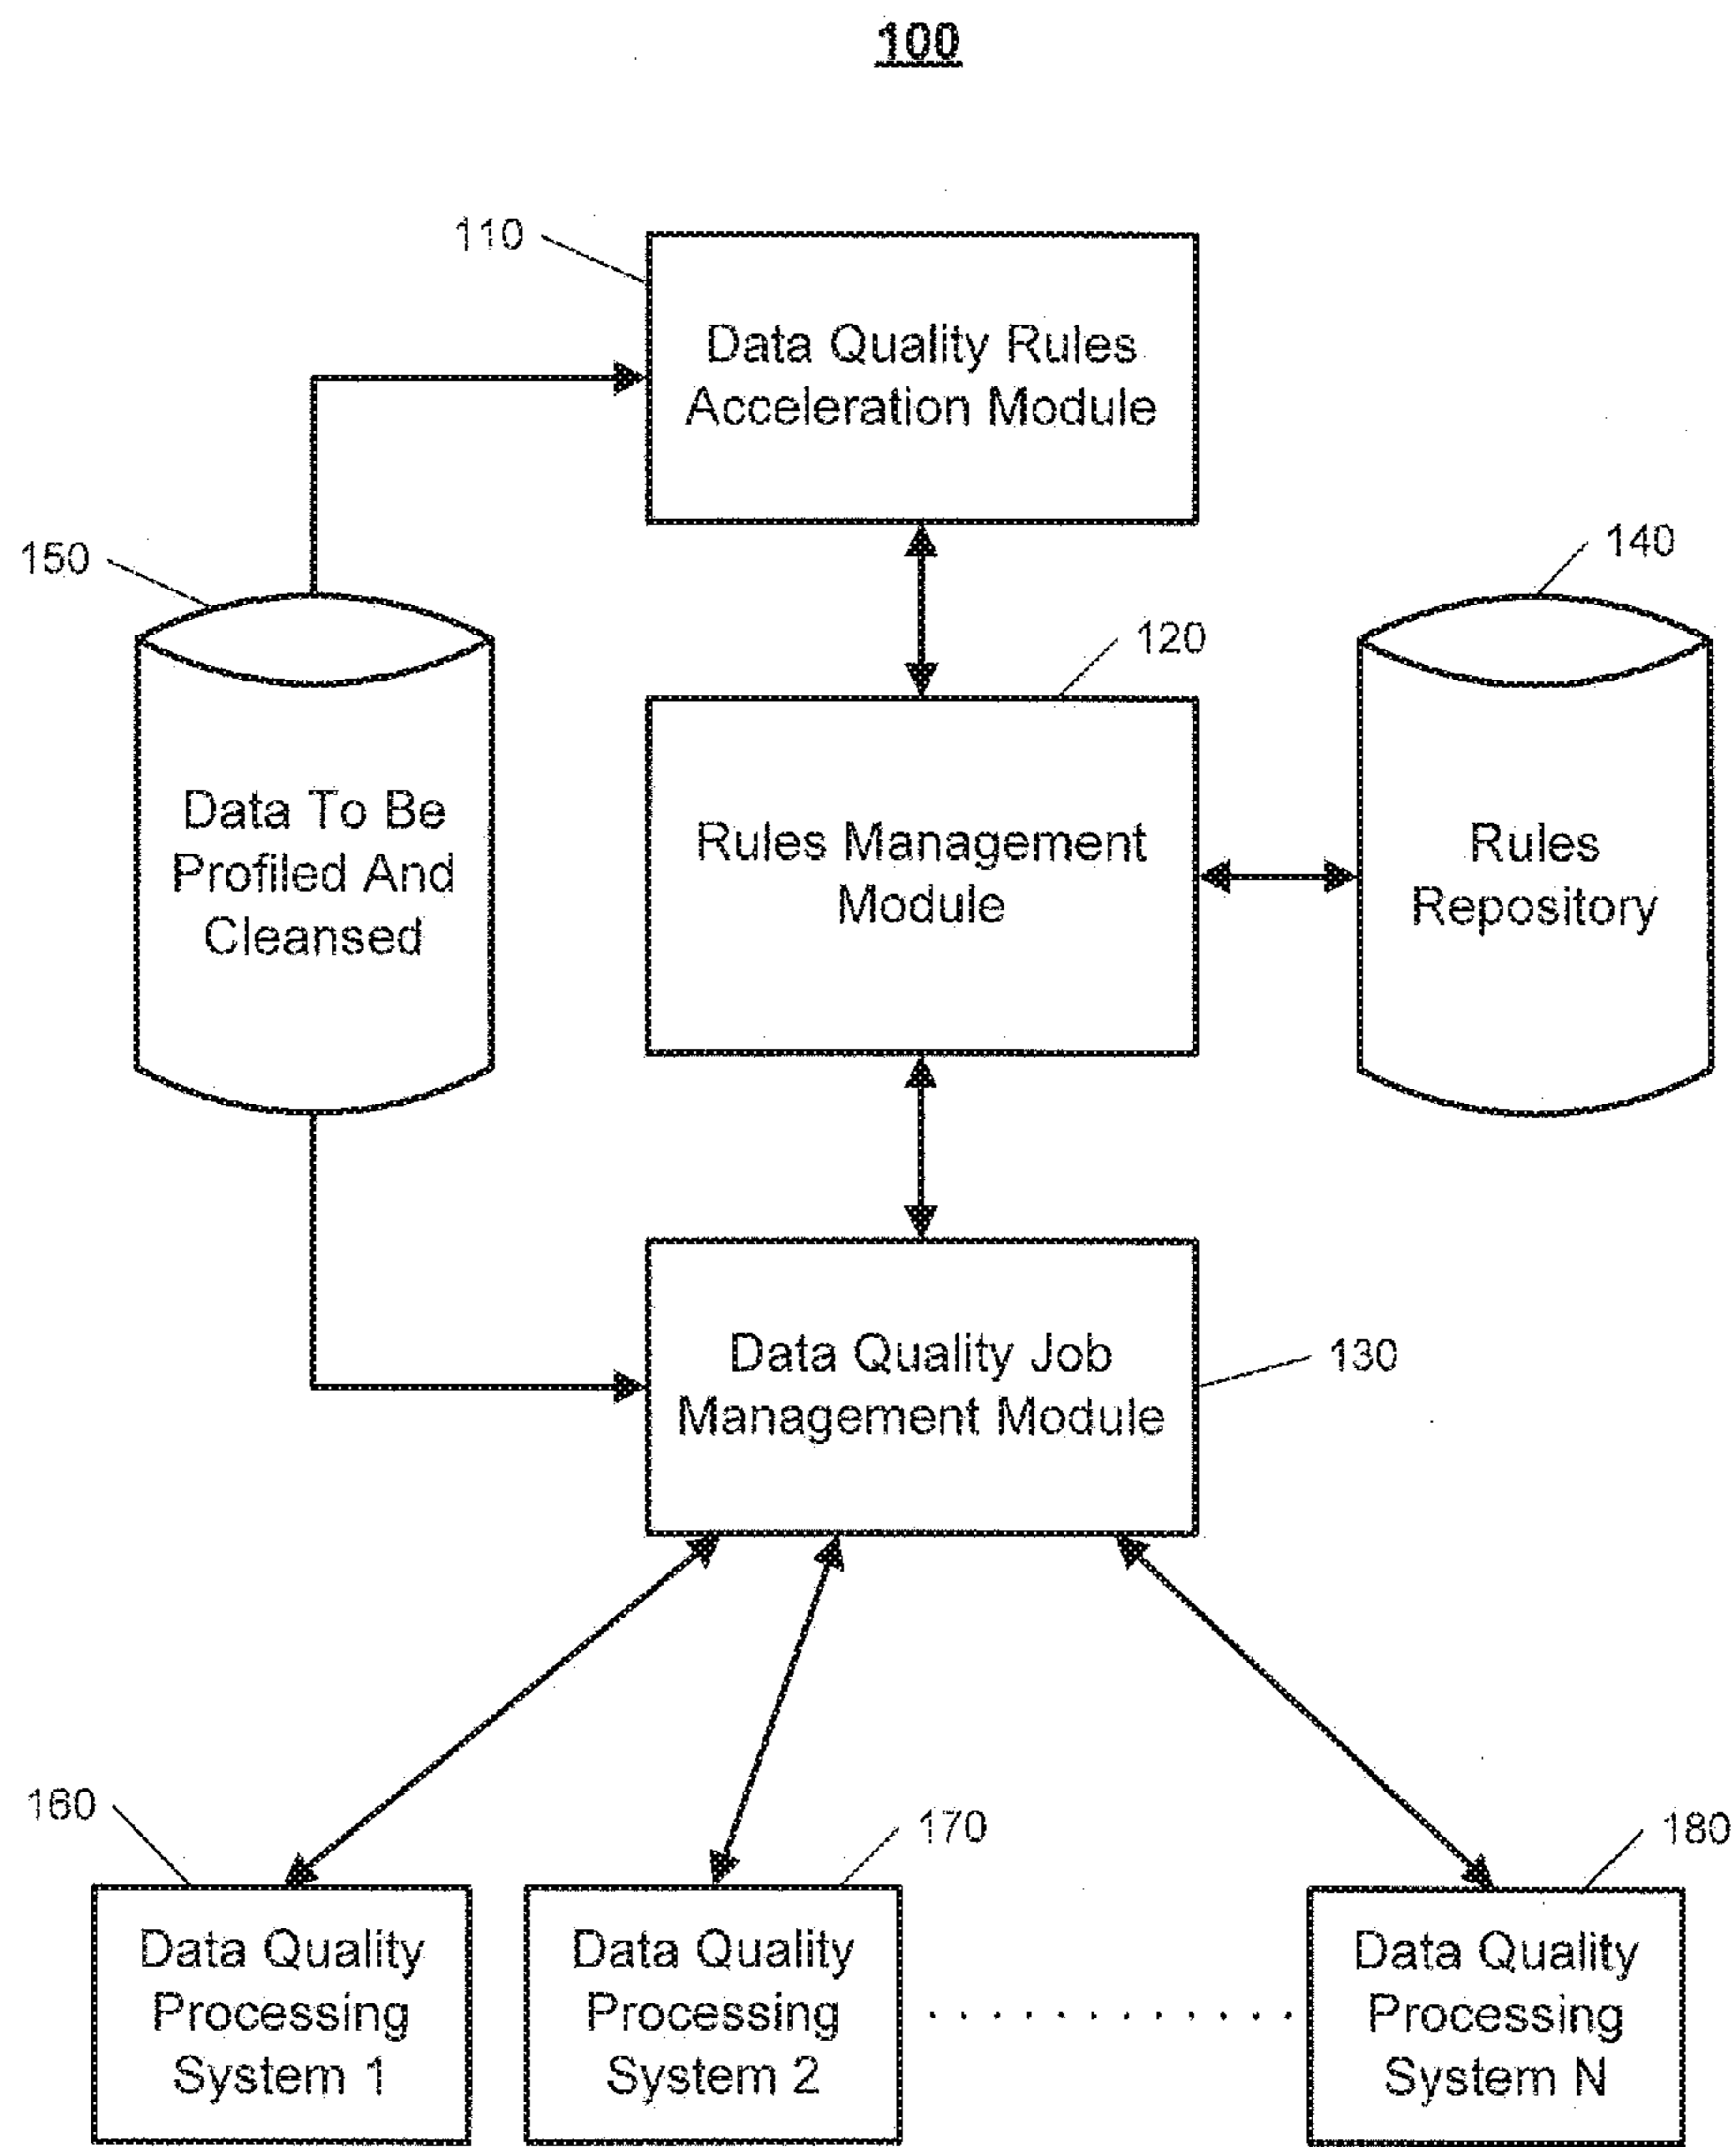 100
110
Data Quality Rules
Acceleration Module
150
140
120
Data To Be
Profiled And
Cleansed
Rules Management
Module
Rules
Repository
Data Quality Job
Management Module
130
160
170
180
Data Quality
Processing
System 1
Data Quality
Processing
System 2
Data Quality
Processing
System N